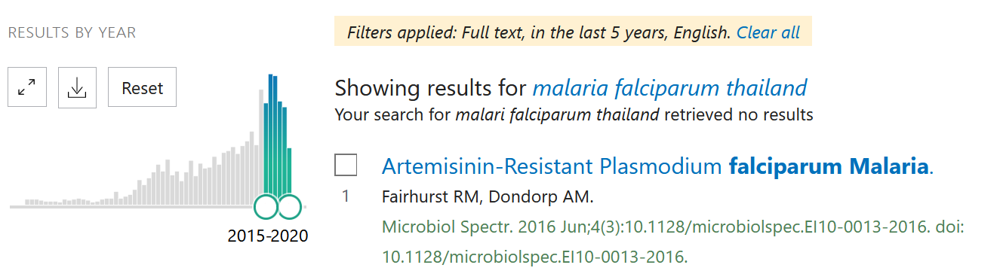 RESULTS BY YEAR
Reset
2015-2020
Filters applied: Full text, in the last 5 years, English. Clear all
Showing results for malaria falciparum thailand
Your search for malari falciparum thailand retrieved no results
Artemisinin-Resistant Plasmodium falciparum Malaria.
1
Fairhurst RM, Dondorp AM.
Microbiol Spectr. 2016 Jun;4(3):10.1128/microbiolspec.EI10-0013-2016. doi:
10.1128/microbiolspec.EI10-0013-2016.